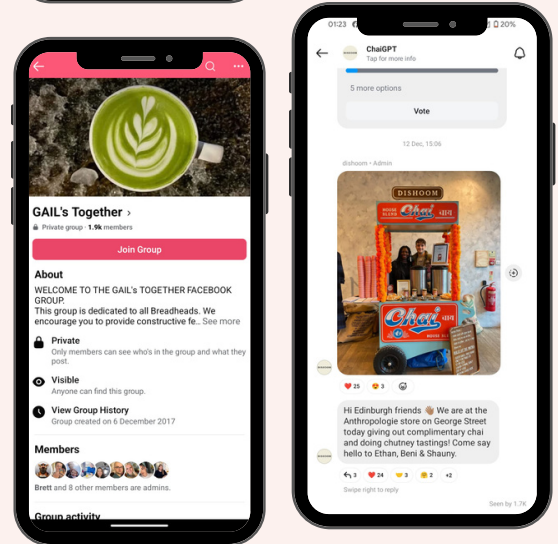 GAIL's Together ›
Private group · 1.9k members
Join Group
About
WELCOME TO THE GAIL's TOGETHER FACEBOOK
GROUP.
This group is dedicated to all Breadheads. We
encourage you to provide constructive fe... See more
Private
Only members can see who's in the group and what they
post.
Visible
Anyone can find this group.
View Group History
Group created on 6 December 2017
Members
Brett and 8 other members are admins.
Group activity
01:23
20%
ChaiGPT
Tap for more info
5 more options
Vote
12 Dec, 15:06
dishoom • Admin
DISHOOM
HOUSE
BLEND
Chai
चाय
Chai
25
3
Hi Edinburgh friends 👋🏽 We are at the
Anthropologie store on George Street
today giving out complimentary chai
and doing chutney tastings! Come say
hello to Ethan, Beni & Shauny.
3
24
3
2
+2
Swipe right to reply
Seen by 1.7K